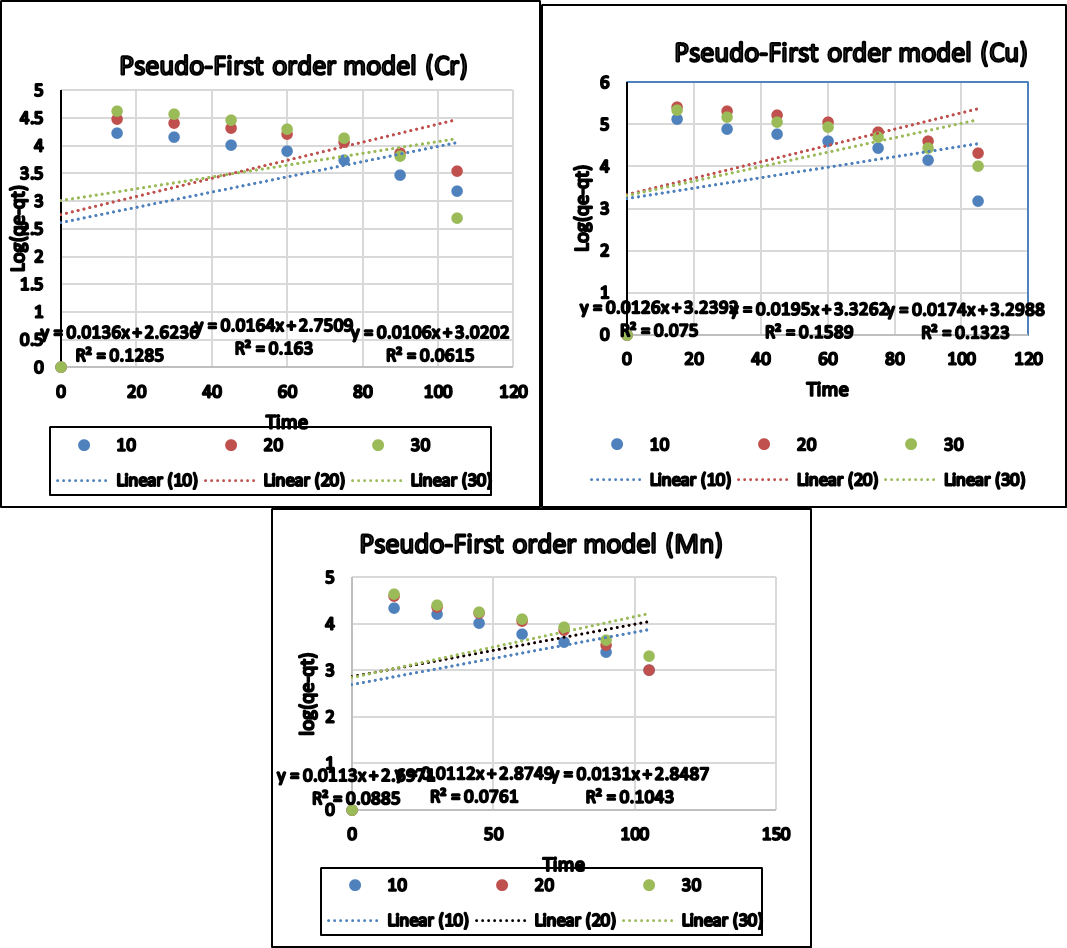 Pseudo-First order model (Cr)
5
4.5
4
3.5
3
2.5
2
1.5
1
0.5
0
Log(qe-qt)
y = 0.0136x + 2.6236
R² = 0.1285
y = 0.0164x + 2.7509
R² = 0.163
y = 0.0106x + 3.0202
R² = 0.0615
0 20 40 60 80 100 120
Time
10 20 30
Linear (10) Linear (20) Linear (30)
Pseudo-First order model (Cu)
6
5
4
3
2
1
0
Log(qe-qt)
y = 0.0126x + 3.2392
R² = 0.075
y = 0.0195x + 3.3262
R² = 0.1589
y = 0.0174x + 3.2988
R² = 0.1323
0 20 40 60 80 100 120
Time
10 20 30
Linear (10) Linear (20) Linear (30)
Pseudo-First order model (Mn)
5
4
3
2
1
0
log(qe-qt)
y = 0.0113x + 2.6971
R² = 0.0885
y = 0.0112x + 2.8749
R² = 0.0761
y = 0.0131x + 2.8487
R² = 0.1043
0 50 100 150
Time
10 20 30
Linear (10) Linear (20) Linear (30)